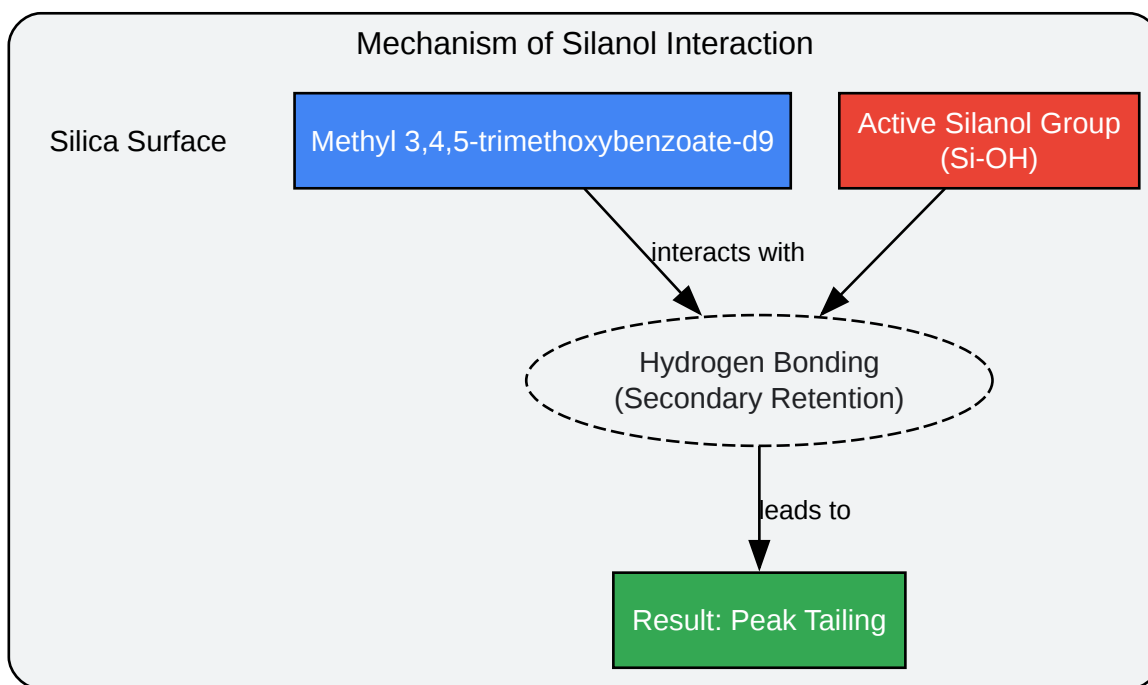 Mechanism of Silanol Interaction
Silica Surface
Methyl 3,4,5-trimethoxybenzoate-d9
Active Silanol Group
(Si-OH)
interacts with
Hydrogen Bonding
(Secondary Retention)
leads to
Result: Peak Tailing